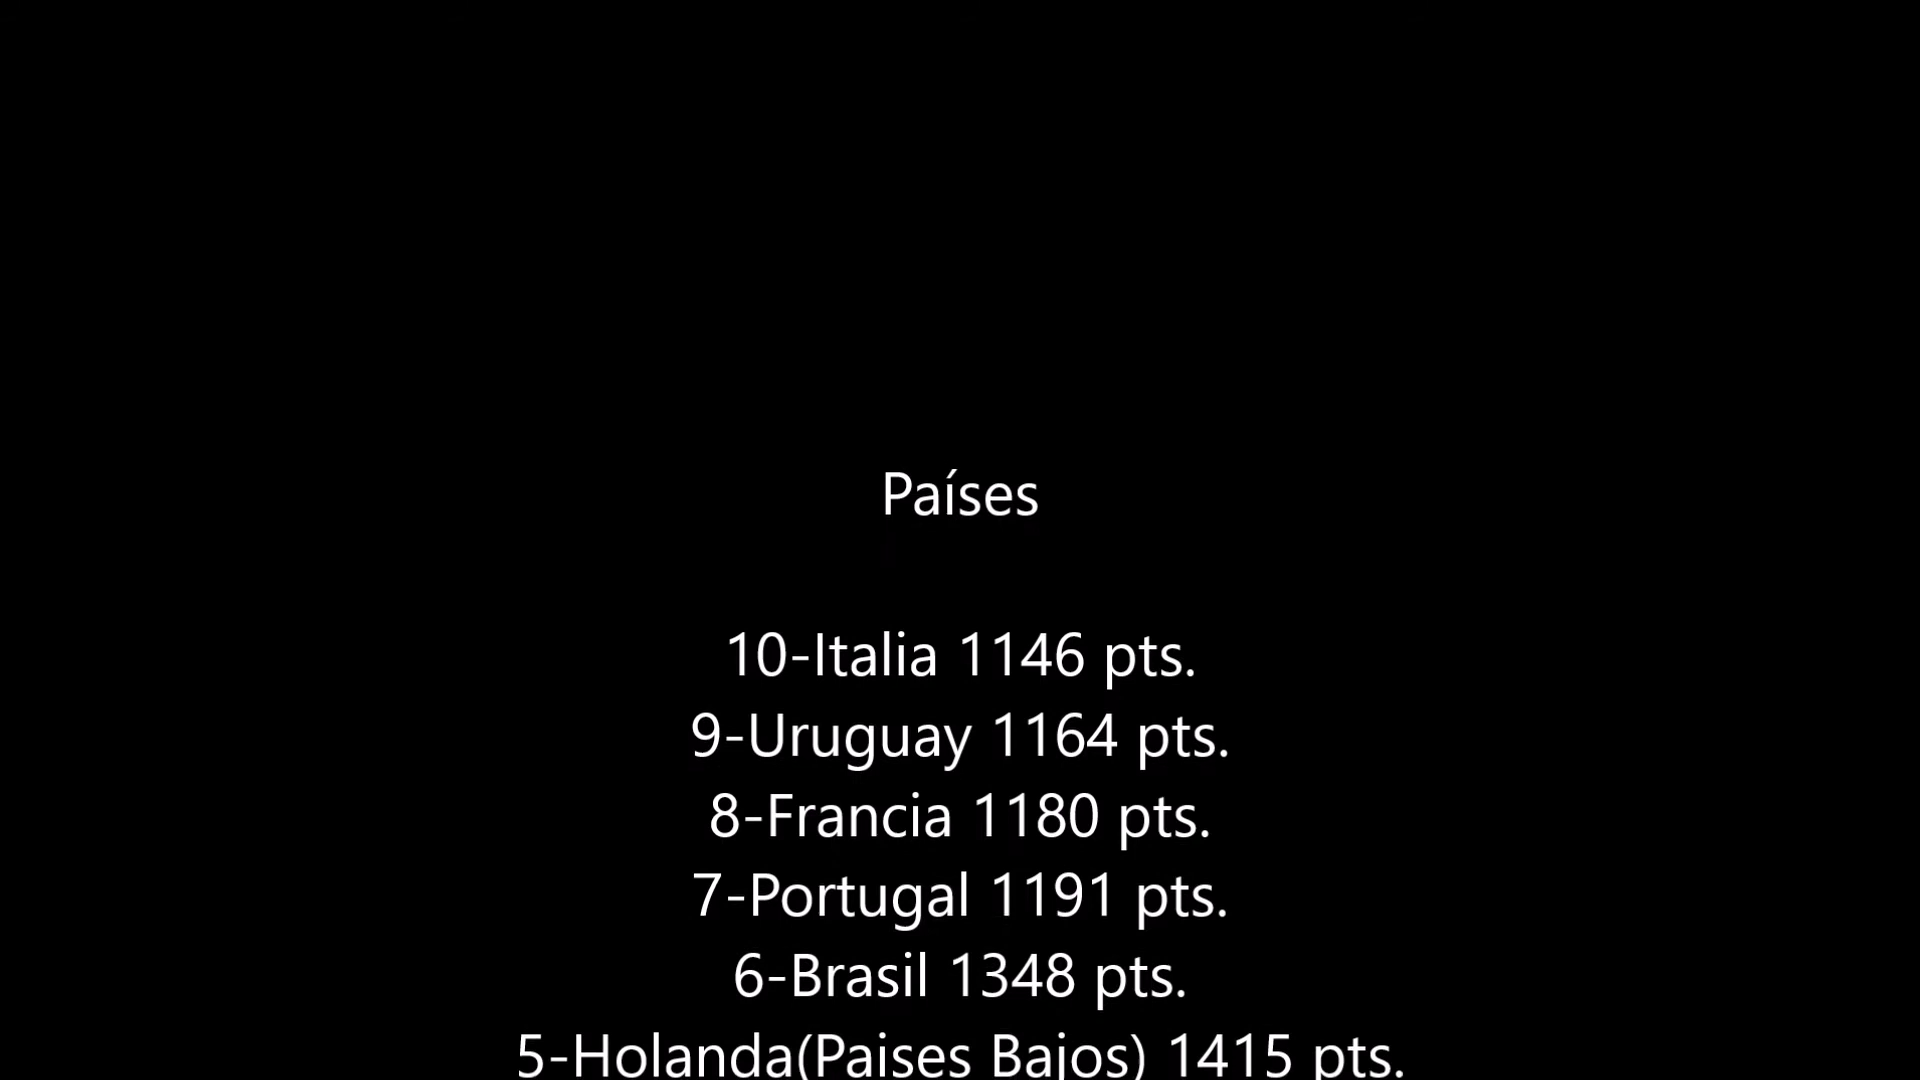 Países
10-Italia 1146 pts.
9-Uruguay 1164 pts.
8-Francia 1180 pts.
7-Portugal 1191 pts.
6-Brasil 1348 pts.
5-Holanda(Paises Bajos) 1415 pts.